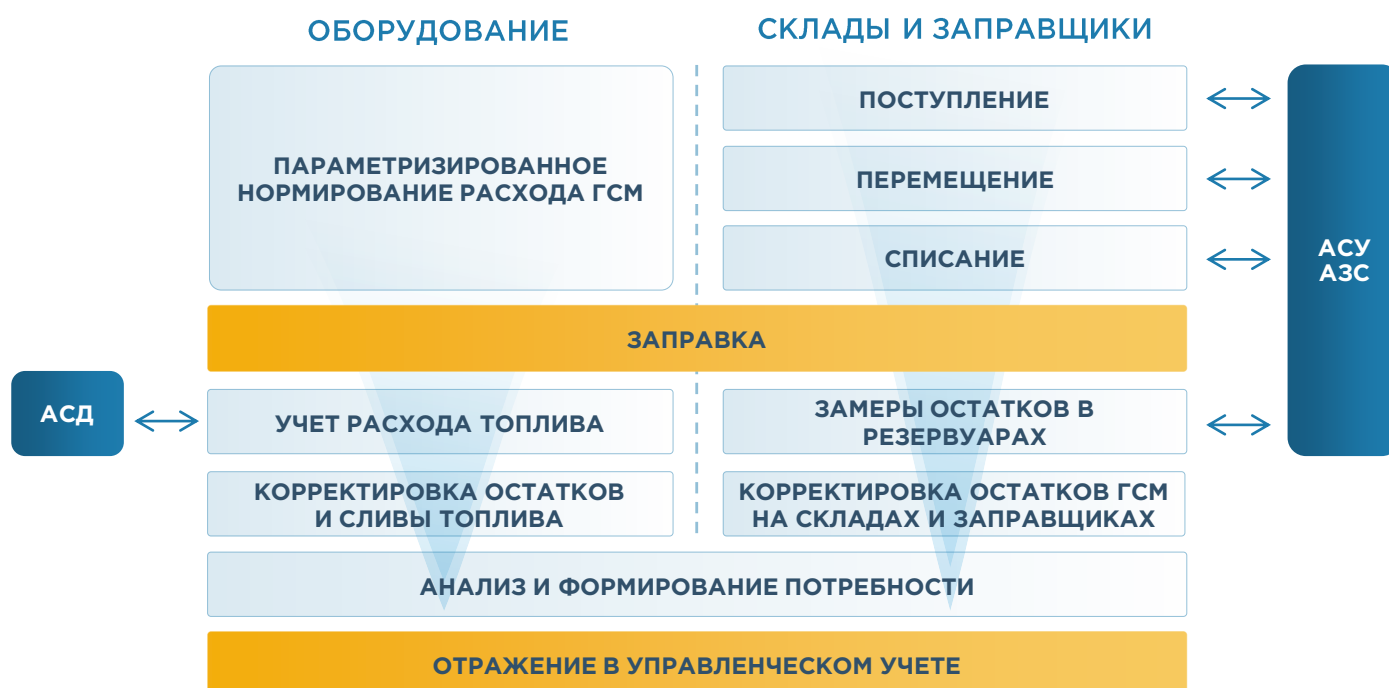 ОБОРУДОВАНИЕ
СКЛАДЫ И ЗАПРАВЩИКИ
ПАРАМЕТРИЗИРОВАННОЕ
НОРМИРОВАНИЕ РАСХОДА ГСМ
ПОСТУПЛЕНИЕ
ПЕРЕМЕЩЕНИЕ
СПИСАНИЕ
АСУ
АЗС
ЗАПРАВКА
АСД
УЧЕТ РАСХОДА ТОПЛИВА
ЗАМЕРЫ ОСТАТКОВ В
РЕЗЕРВУАРАХ
КОРРЕКТИРОВКА ОСТАТКОВ
И СЛИВЫ ТОПЛИВА
КОРРЕКТИРОВКА ОСТАТКОВ ГСМ
НА СКЛАДАХ И ЗАПРАВЩИКАХ
АНАЛИЗ И ФОРМИРОВАНИЕ ПОТРЕБНОСТИ
ОТРАЖЕНИЕ В УПРАВЛЕНЧЕСКОМ УЧЕТЕ